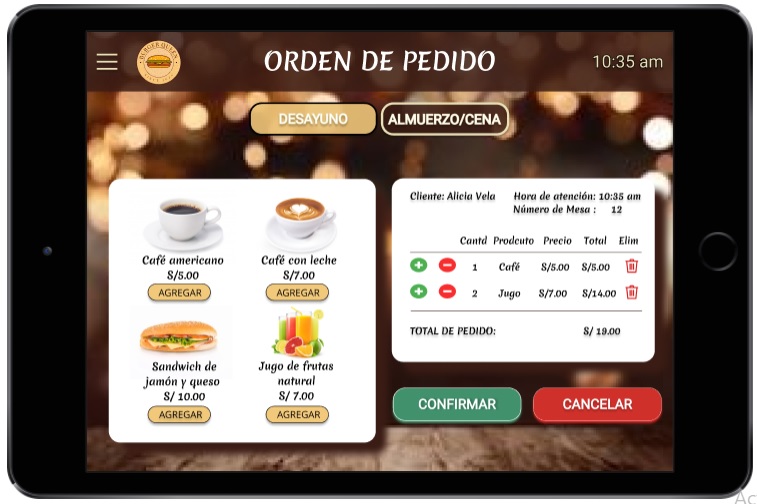 BURGER QUEEN
ORDEN DE PEDIDO
10:35 am
DESAYUNO
ALMUERZO/CENA
Café americano
S/5.00
AGREGAR
Café con leche
S/7.00
AGREGAR
Sandwich de
jamón y queso
S/ 10.00
AGREGAR
Jugo de frutas
natural
S/ 7.00
AGREGAR
Cliente: Alicia Vela
Hora de atención: 10:35 am
Número de Mesa : 12
Cantd Prodcuto Precio Total Elim
1 Café S/5.00 S/5.00
2 Jugo S/7.00 S/14.00
TOTAL DE PEDIDO: S/ 19.00
CONFIRMAR
CANCELAR
Ac